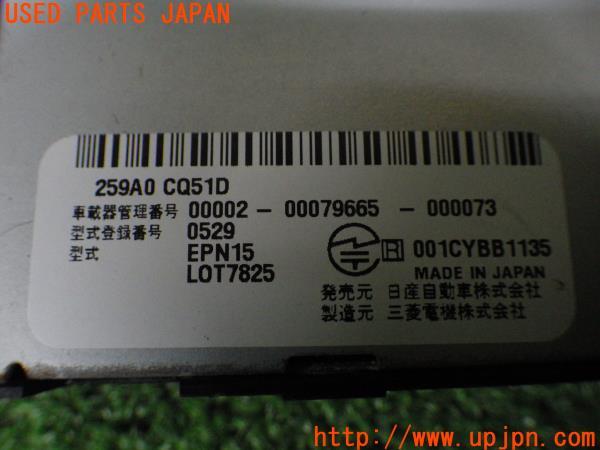 USED PARTS JAPAN
259A0 CQ51D
車載器管理番号 00002 - 00079665 - 000073
型式登録番号 0529
型式 EPN15
LOT7825
R 001CYBB1135
MADE IN JAPAN
発売元 日産自動車株式会社
製造元 三菱電機株式会社
http://www.upjpn.com/